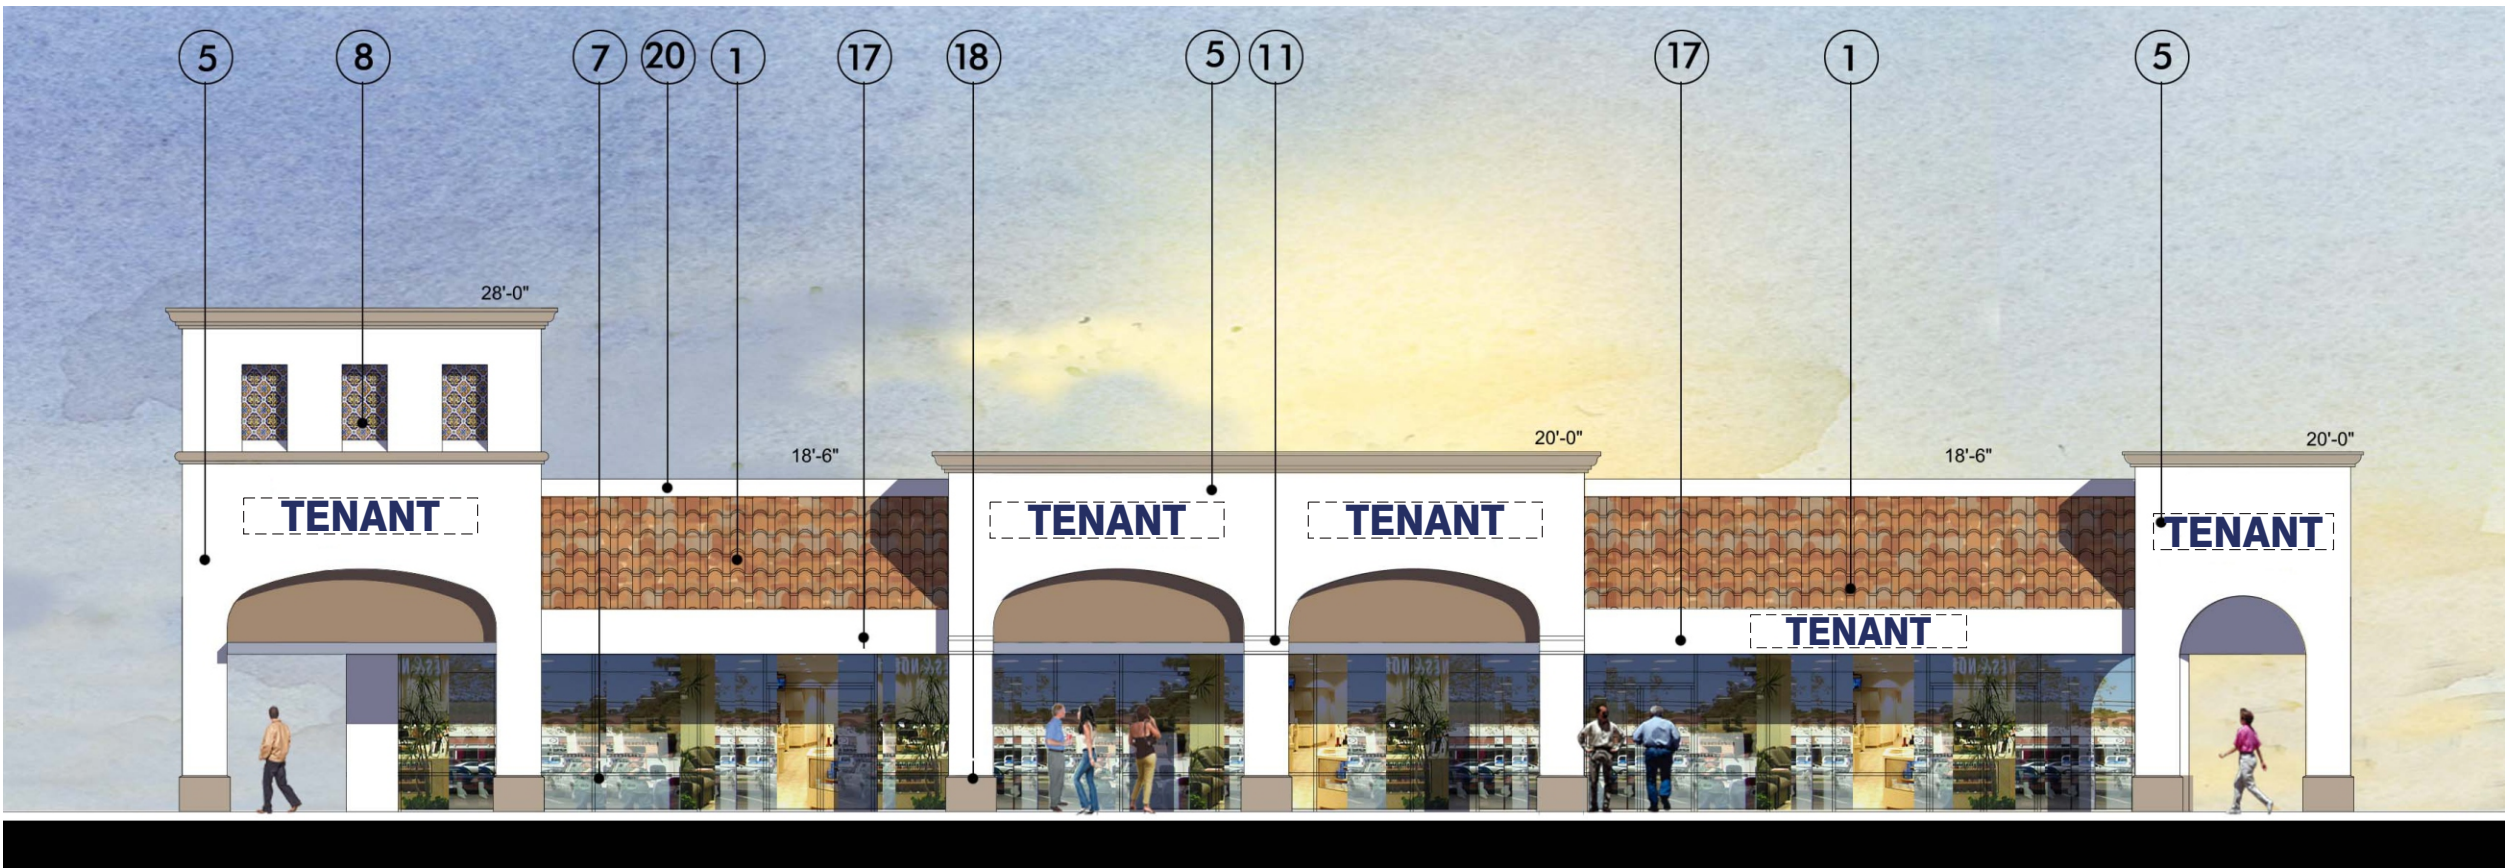 5 8 7 20 1 17 18 5 11 17 1 5
28'-0"
20'-0" 20'-0"
18'-6" 18'-6"
TENANT TENANT TENANT TENANT
TENANT